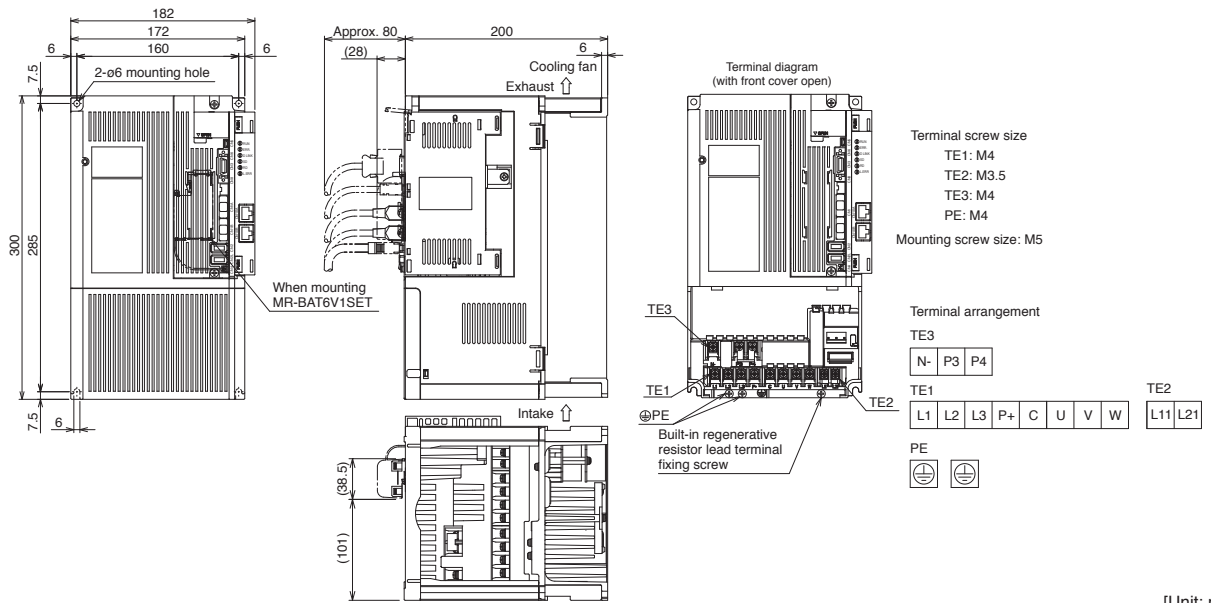 182
172
6 160 6
7.5
2-ø6 mounting hole
300
285
7.5
6
When mounting
MR-BAT6V1SET
Approx. 80
200
(28)
6
Cooling fan
Exhaust
Intake
(38.5)
(101)
Terminal diagram
(with front cover open)
TE3
TE1
TE2
PE
Built-in regenerative
resistor lead terminal
fixing screw
Terminal screw size
TE1: M4
TE2: M3.5
TE3: M4
PE: M4
Mounting screw size: M5
Terminal arrangement
TE3
N- P3 P4
TE1 TE2
L1 L2 L3 P+ C U V W L11 L21
PE
[Unit: